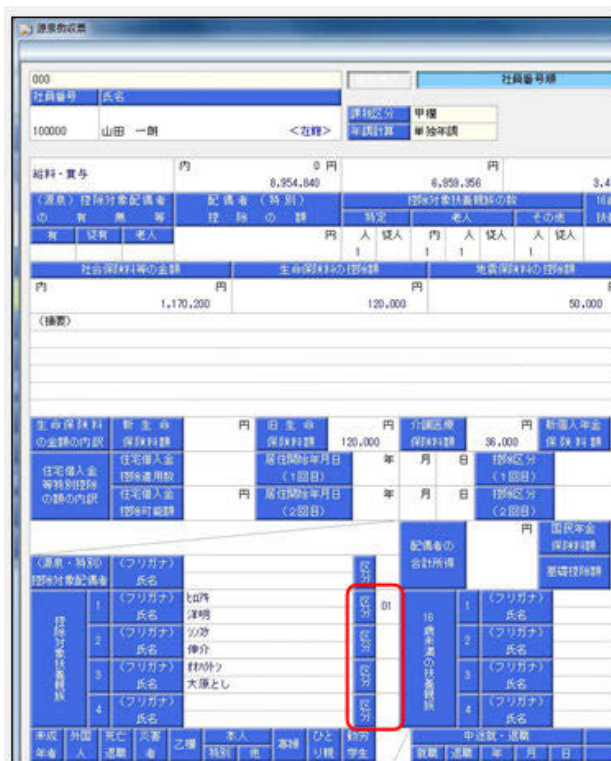 源泉徴収票
000
社員番号順
社員番号 氏名
課税区分 甲欄
100000 山田 一朗 <在籍>
年調計算 単独年調
給料・賞与 内 0 円 円
8,954,640 6,959,356 3,4
(源泉)控除対象配偶者 配偶者(特別) 控除対象扶養親族の数 16歳
の有無等 控除の額 特定 老人 その他 扶
有 従有 老人 円 人 従人 内 人 従人 人 従人
1 1 1 1
社会保険料等の金額 生命保険料の控除額 地震保険料の控除額
内 円 円
1,170,200 120,000 50,000
(摘要)
生命保険料 新生命 円 旧生命 円 介護医療 円 新個人年金
の金額の内訳 保険料額 保険料額 120,000 保険料額 36,000 保険料額
住宅借入金 住宅借入金 居住開始年月日 年 月 日 控除区分
等特別控除 控除適用数 (1回目) (1回目)
の額の内訳 住宅借入金 円 居住開始年月日 年 月 日 控除区分
控除可能額 (2回目) (2回目)
配偶者の 円 国民年金
合計所得 保険料額
基礎控除額
(源泉・特別) (フリガナ) 区分
控除対象配偶者 氏名
控除対象扶養親族 1 (フリガナ) ヒロアキ 区分 01 16歳未満の扶養親族 1 (フリガナ)
氏名 洋明 氏名
2 (フリガナ) シンスケ 区分 2 (フリガナ)
氏名 伸介 氏名
3 (フリガナ) 区分 3 (フリガナ)
氏名 大原とし 氏名
4 (フリガナ) 区分 4 (フリガナ)
氏名 氏名
未成 外国 死亡 災害 乙欄 本人 寡婦 ひと 勤労 中途就・退職
年者 人 退職 者 特別 他 り親 学生 就職 退職 年 月 日